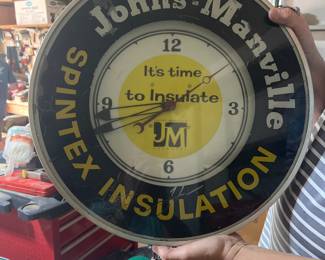 Johns-Manville
12
It's time
to Insulate
9
3
JM
6
SPINTEX INSULATION